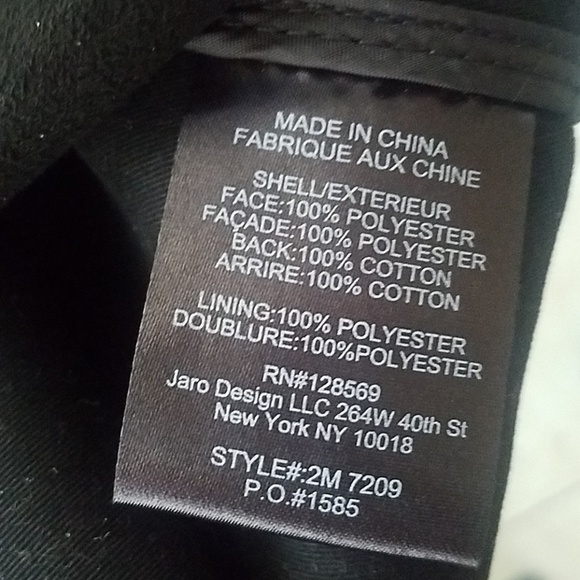 MADE IN CHINA
FABRIQUE AUX CHINE
SHELL/EXTERIEUR
FACE:100% POLYESTER
FAÇADE:100% POLYESTER
BACK:100% COTTON
ARRIRE:100% COTTON
LINING:100% POLYESTER
DOUBLURE:100%POLYESTER
RN#128569
Jaro Design LLC 264W 40th St
New York NY 10018
STYLE#:2M 7209
P.O.#1585